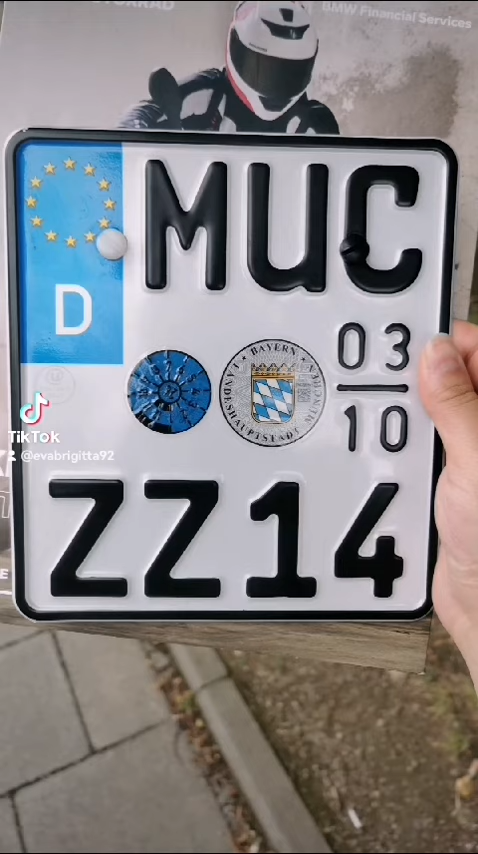 BMW Financial Services
MUC
D
03
10
BAYERN
LANDESHAUPTSTADT MÜNCHEN
ZZ14
TikTok
@evabrigitta92